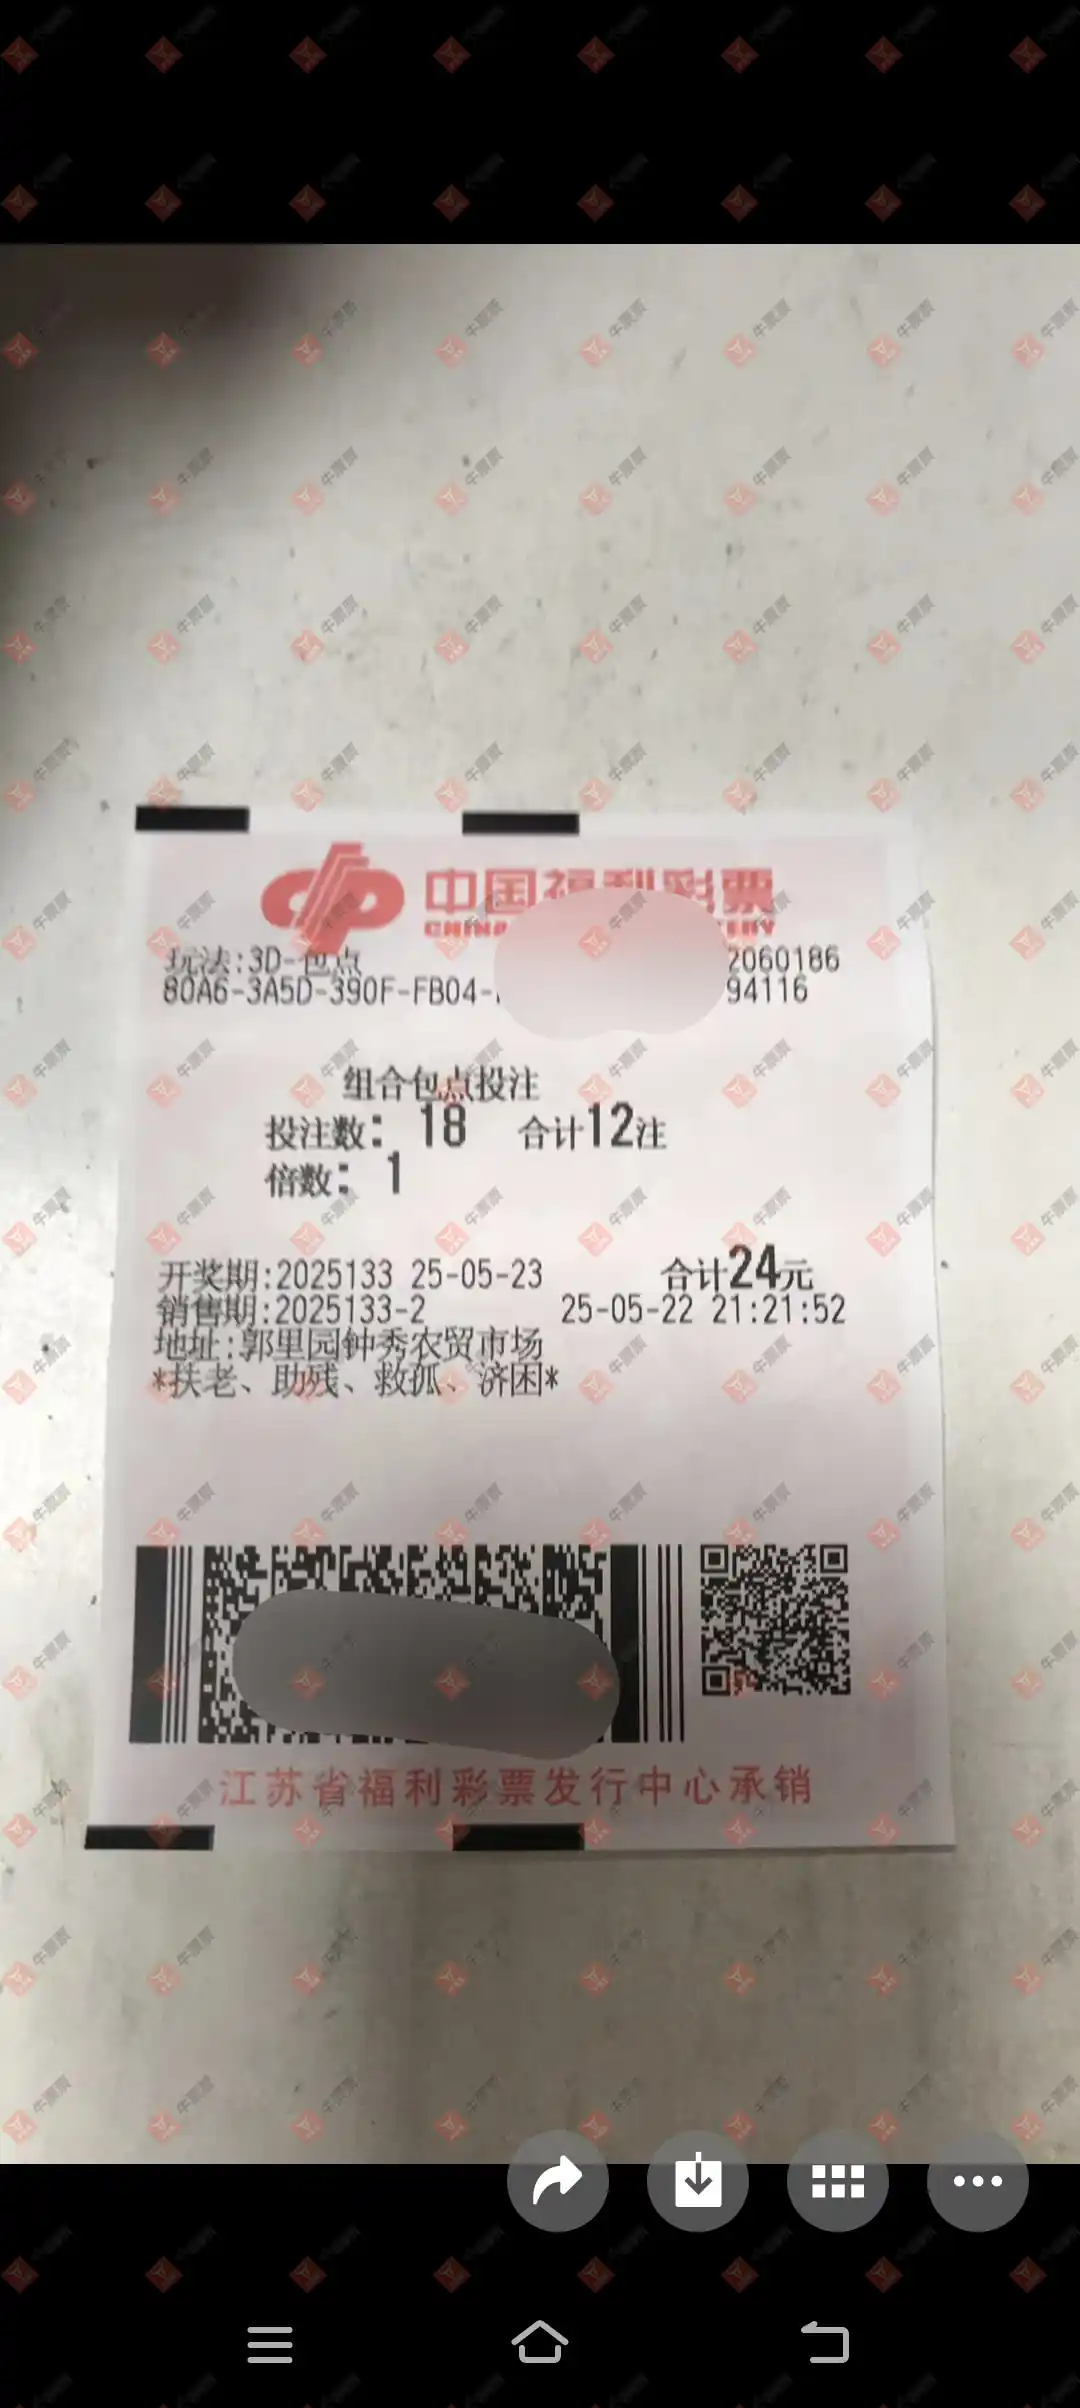 中国福利彩票
玩法:3D-包点 2060186
80A6-3A5D-390F-FB04- 94116
组合包点投注
投注数: 18 合计12注
倍数: 1
开奖期:2025133 25-05-23 合计24元
销售期:2025133-2 25-05-22 21:21:52
地址:郭里园钟秀农贸市场
*扶老、助残、救孤、济困*
江苏省福利彩票发行中心承销
牛票票